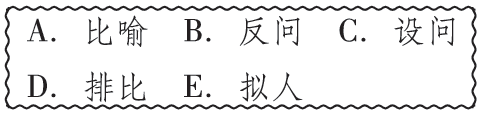 A. 比喻 B. 反问 C. 设问
D. 排比 E. 拟人